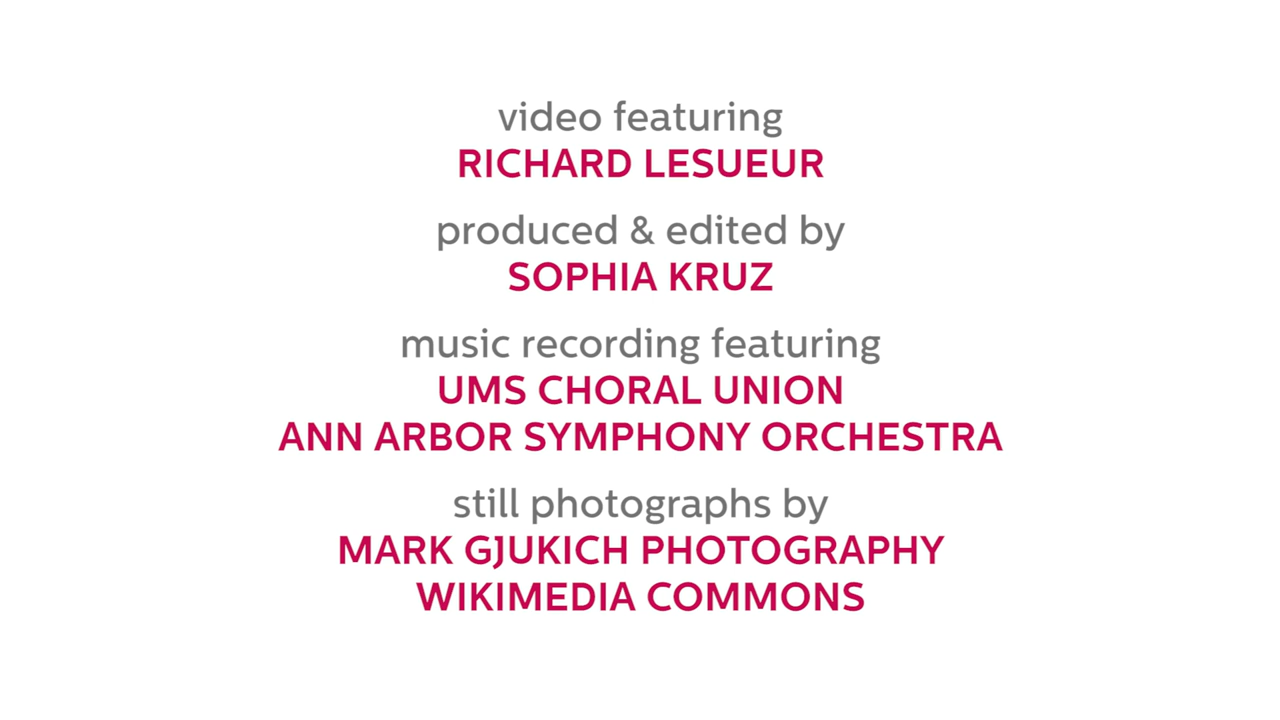 video featuring
RICHARD LESUEUR
produced & edited by
SOPHIA KRUZ
music recording featuring
UMS CHORAL UNION
ANN ARBOR SYMPHONY ORCHESTRA
still photographs by
MARK GJUKICH PHOTOGRAPHY
WIKIMEDIA COMMONS